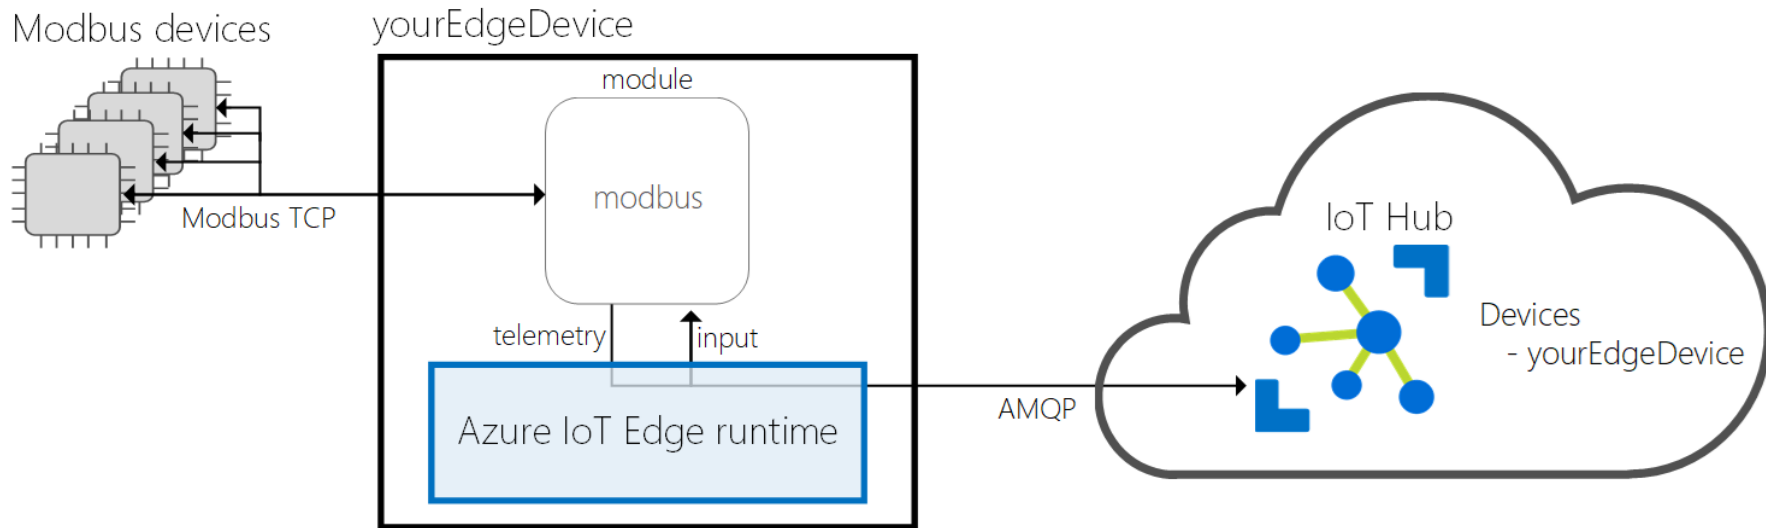 Modbus devices
yourEdgeDevice
module
modbus
Modbus TCP
telemetry
input
Azure IoT Edge runtime
AMQP
IoT Hub
Devices
- yourEdgeDevice